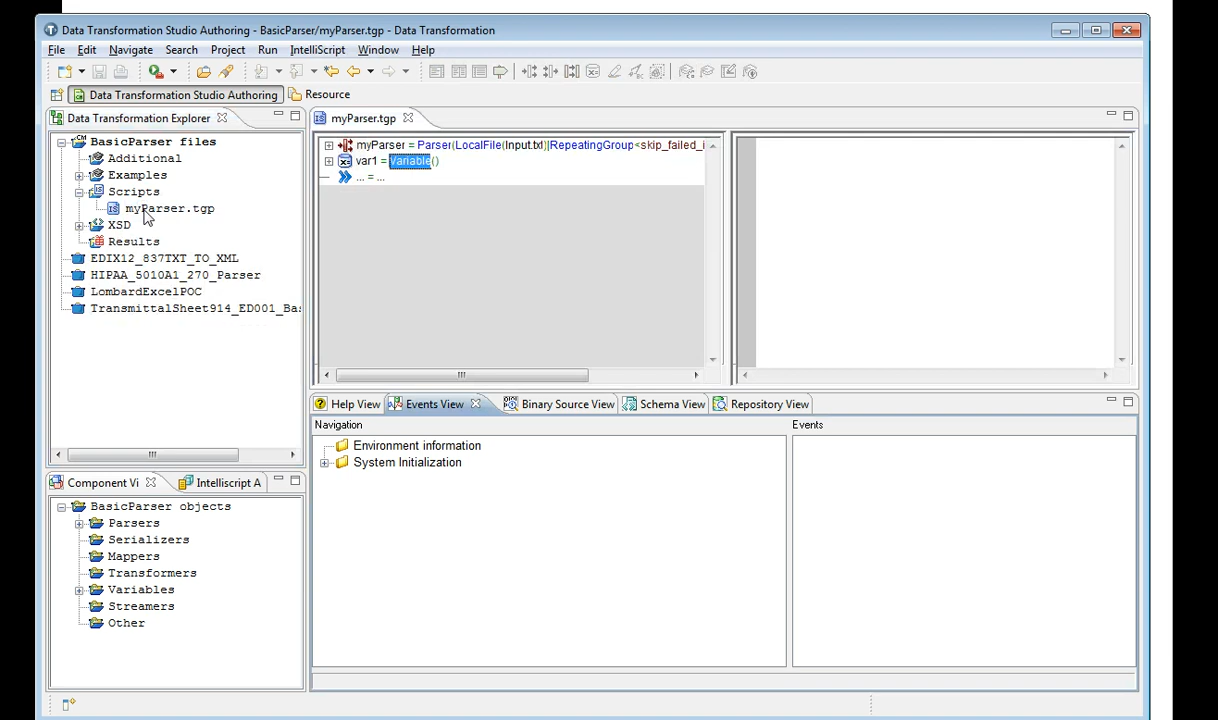 Data Transformation Studio Authoring - BasicParser/myParser.tgp - Data Transformation
File Edit Navigate Search Project Run IntelliScript Window Help
Data Transformation Studio Authoring Resource
Data Transformation Explorer
BasicParser files
Additional
Examples
Scripts
myParser.tgp
XSD
Results
EDIX12_837TXT_TO_XML
HIPAA_5010A1_270_Parser
LombardExcelPOC
TransmittalSheet914_ED001_Bas
myParser.tgp
myParser = Parser(LocalFile(Input.txt)|RepeatingGroup<skip_failed_i
var1 = Variable()
... = ...
Component Vi Intelliscript A
BasicParser objects
Parsers
Serializers
Mappers
Transformers
Variables
Streamers
Other
Help View Events View Binary Source View Schema View Repository View
Navigation
Environment information
System Initialization
Events